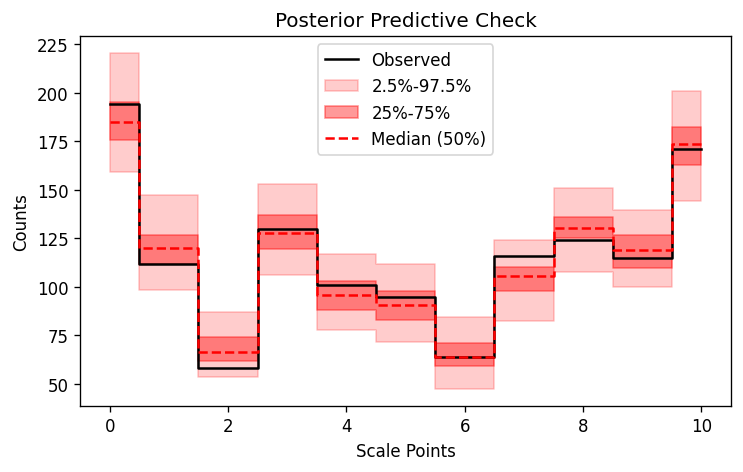 Posterior Predictive Check
Counts
225
200
175
150
125
100
75
50
Observed
2.5%-97.5%
25%-75%
Median (50%)
0 2 4 6 8 10
Scale Points